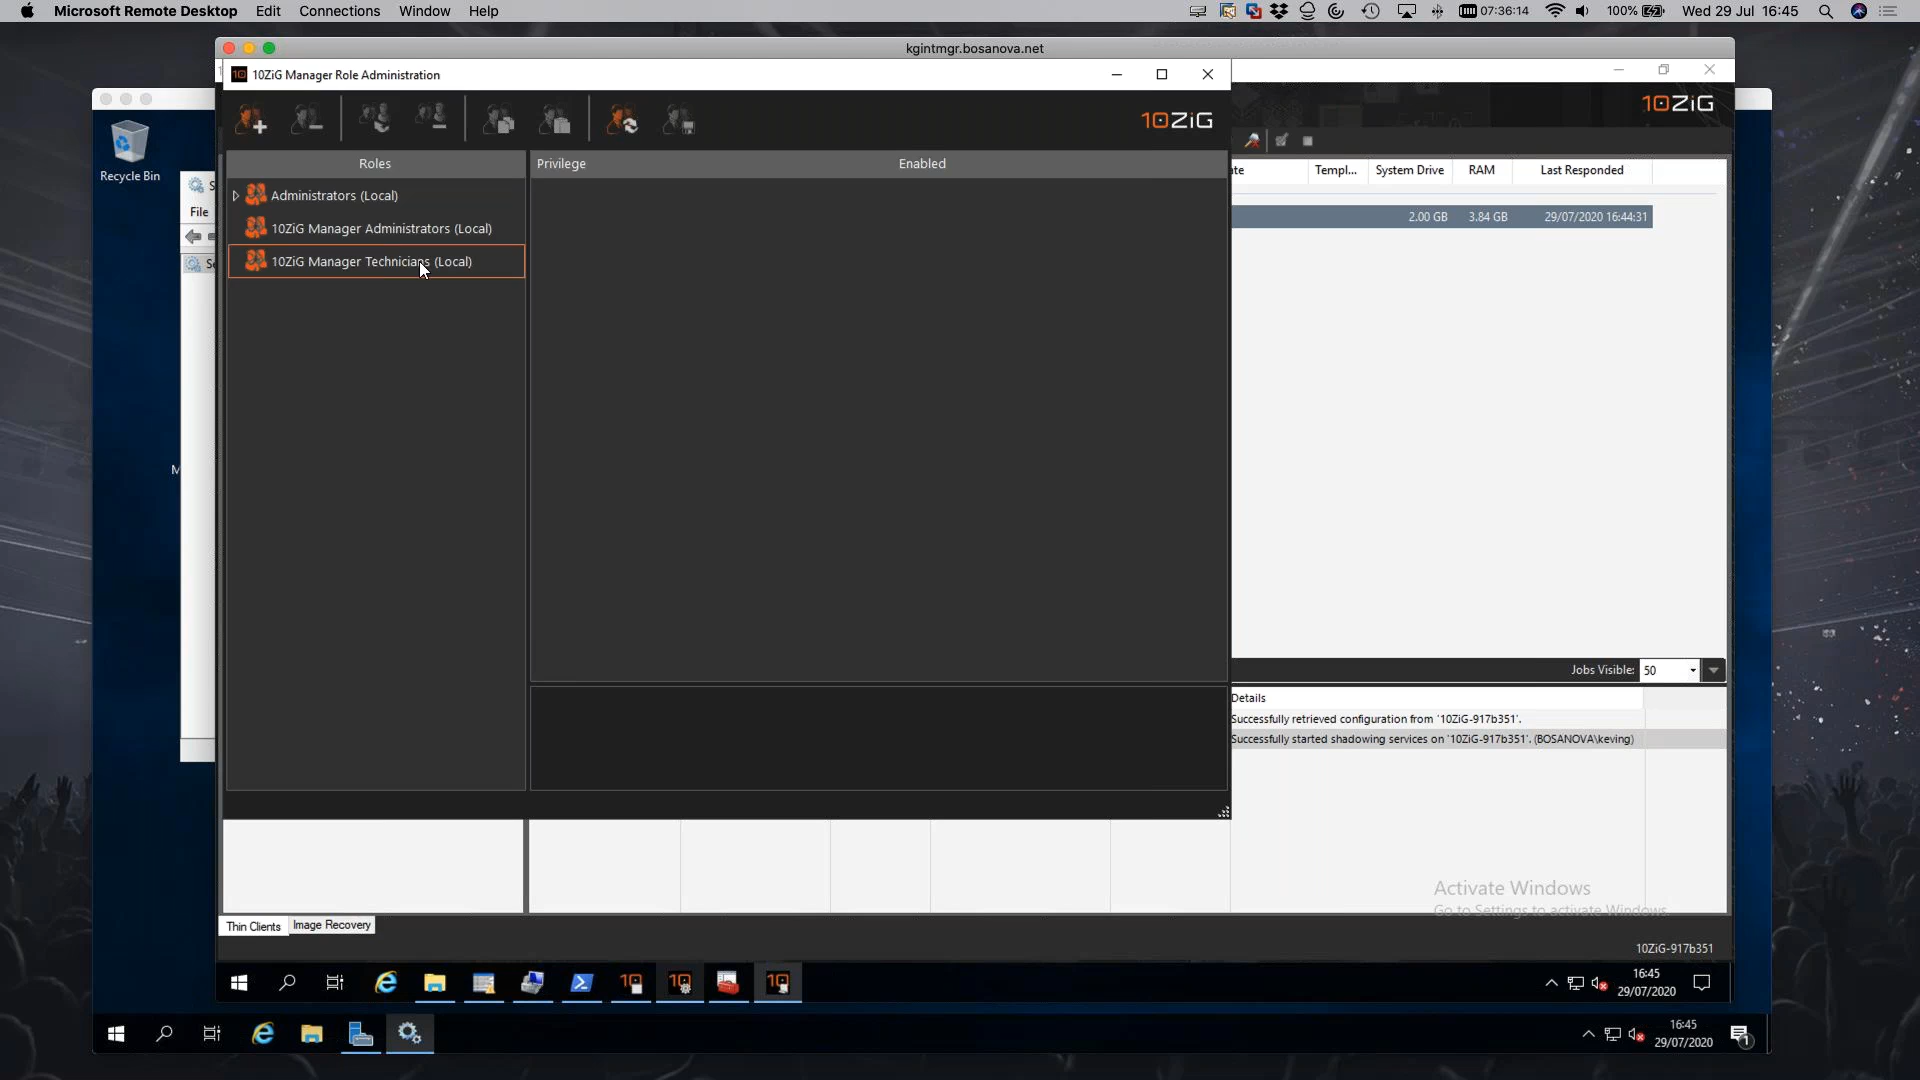 Microsoft Remote Desktop Edit Connections Window Help
07:36:14 100% Wed 29 Jul 16:45
kgintmgr.bosanova.net
10ZiG Manager Role Administration
10ZiG
10ZiG
Recycle Bin
Roles Privilege Enabled
Templ... System Drive RAM Last Responded
File
Administrators (Local)
2.00 GB 3.84 GB 29/07/2020 16:44:31
10ZiG Manager Administrators (Local)
10ZiG Manager Technicians (Local)
Jobs Visible: 50
Details
Successfully retrieved configuration from '10ZiG-917b351'.
Successfully started shadowing services on '10ZiG-917b351'. (BOSANOVA\keving)
Activate Windows
Go to Settings to activate Windows.
Thin Clients Image Recovery
10ZiG-917b351
16:45
29/07/2020
16:45
29/07/2020
1